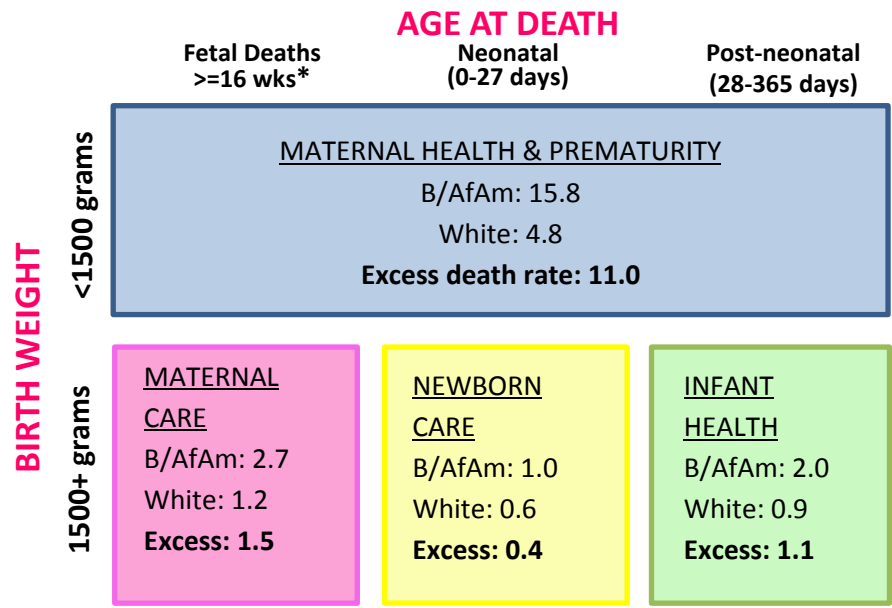 AGE AT DEATH
Fetal Deaths
>=16 wks*
Neonatal
(0-27 days)
Post-neonatal
(28-365 days)
BIRTH WEIGHT
<1500 grams
MATERNAL HEALTH & PREMATURITY
B/AfAm: 15.8
White: 4.8
Excess death rate: 11.0
1500+ grams
MATERNAL
CARE
B/AfAm: 2.7
White: 1.2
Excess: 1.5
NEWBORN
CARE
B/AfAm: 1.0
White: 0.6
Excess: 0.4
INFANT
HEALTH
B/AfAm: 2.0
White: 0.9
Excess: 1.1